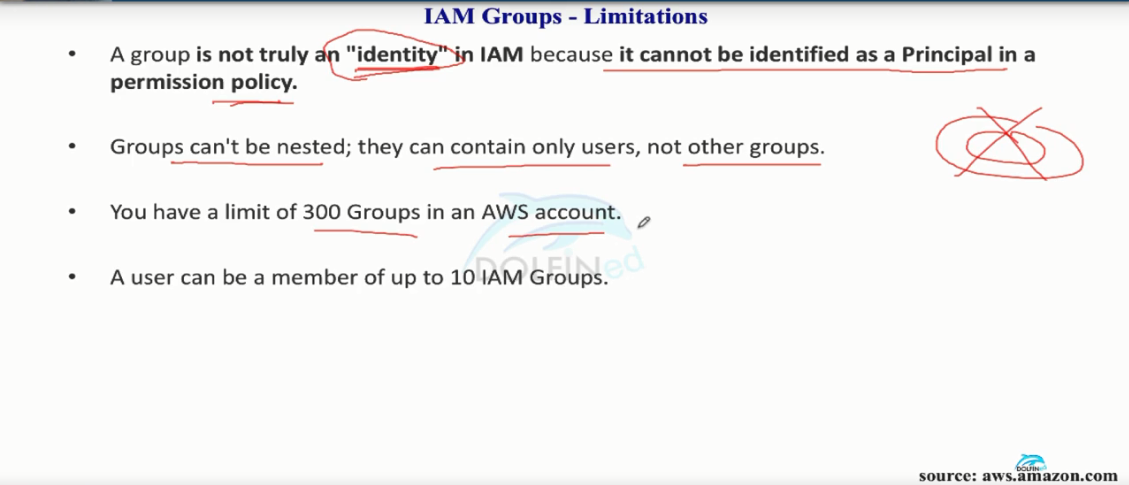 IAM Groups - Limitations
• A group is not truly an "identity" in IAM because it cannot be identified as a Principal in a
permission policy.
• Groups can't be nested; they can contain only users, not other groups.
• You have a limit of 300 Groups in an AWS account.
• A user can be a member of up to 10 IAM Groups.
DOLFINed
DOLFIN
source: aws.amazon.com